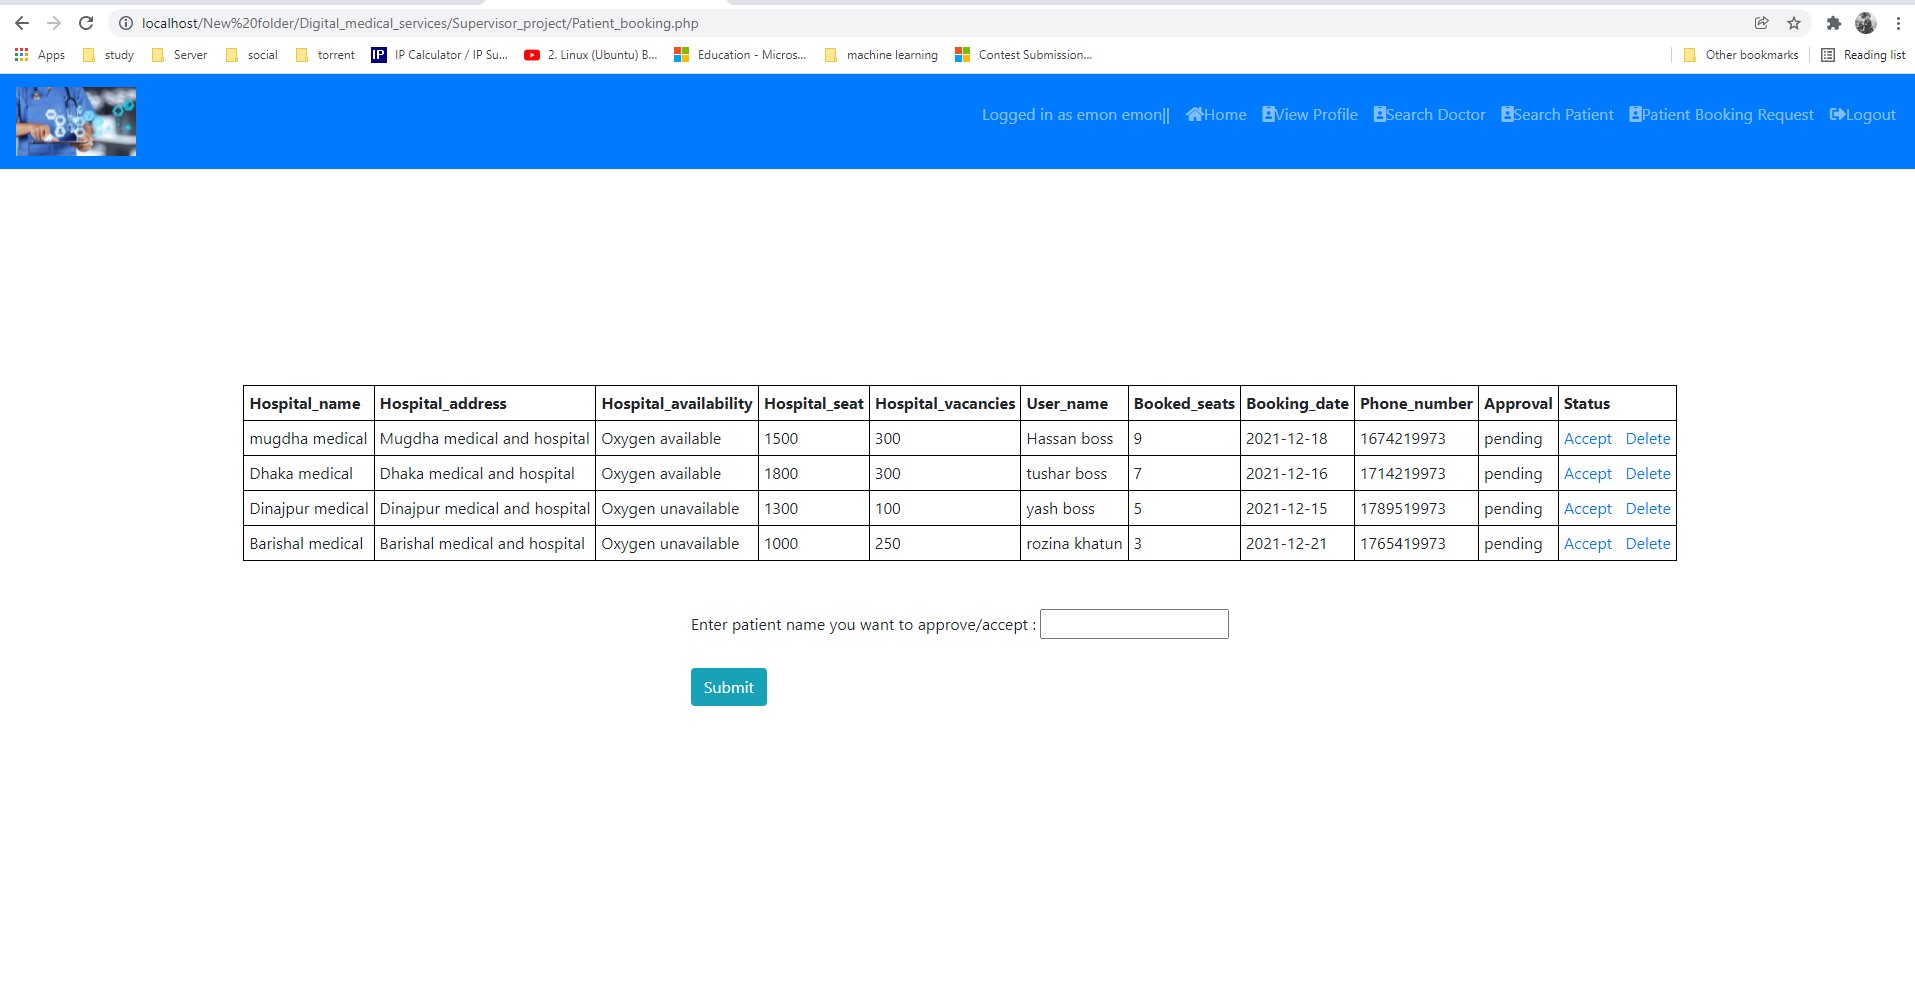 localhost/New%20folder/Digital_medical_services/Supervisor_project/Patient_booking.php
Apps study Server social torrent IP IP Calculator / IP Su... 2. Linux (Ubuntu) B... Education - Micros... machine learning Contest Submission... Other bookmarks Reading list
Logged in as emon emon|| Home View Profile Search Doctor Search Patient Patient Booking Request Logout
Hospital_name Hospital_address Hospital_availability Hospital_seat Hospital_vacancies User_name Booked_seats Booking_date Phone_number Approval Status
mugdha medical Mugdha medical and hospital Oxygen available 1500 300 Hassan boss 9 2021-12-18 1674219973 pending Accept Delete
Dhaka medical Dhaka medical and hospital Oxygen available 1800 300 tushar boss 7 2021-12-16 1714219973 pending Accept Delete
Dinajpur medical Dinajpur medical and hospital Oxygen unavailable 1300 100 yash boss 5 2021-12-15 1789519973 pending Accept Delete
Barishal medical Barishal medical and hospital Oxygen unavailable 1000 250 rozina khatun 3 2021-12-21 1765419973 pending Accept Delete
Enter patient name you want to approve/accept :
Submit